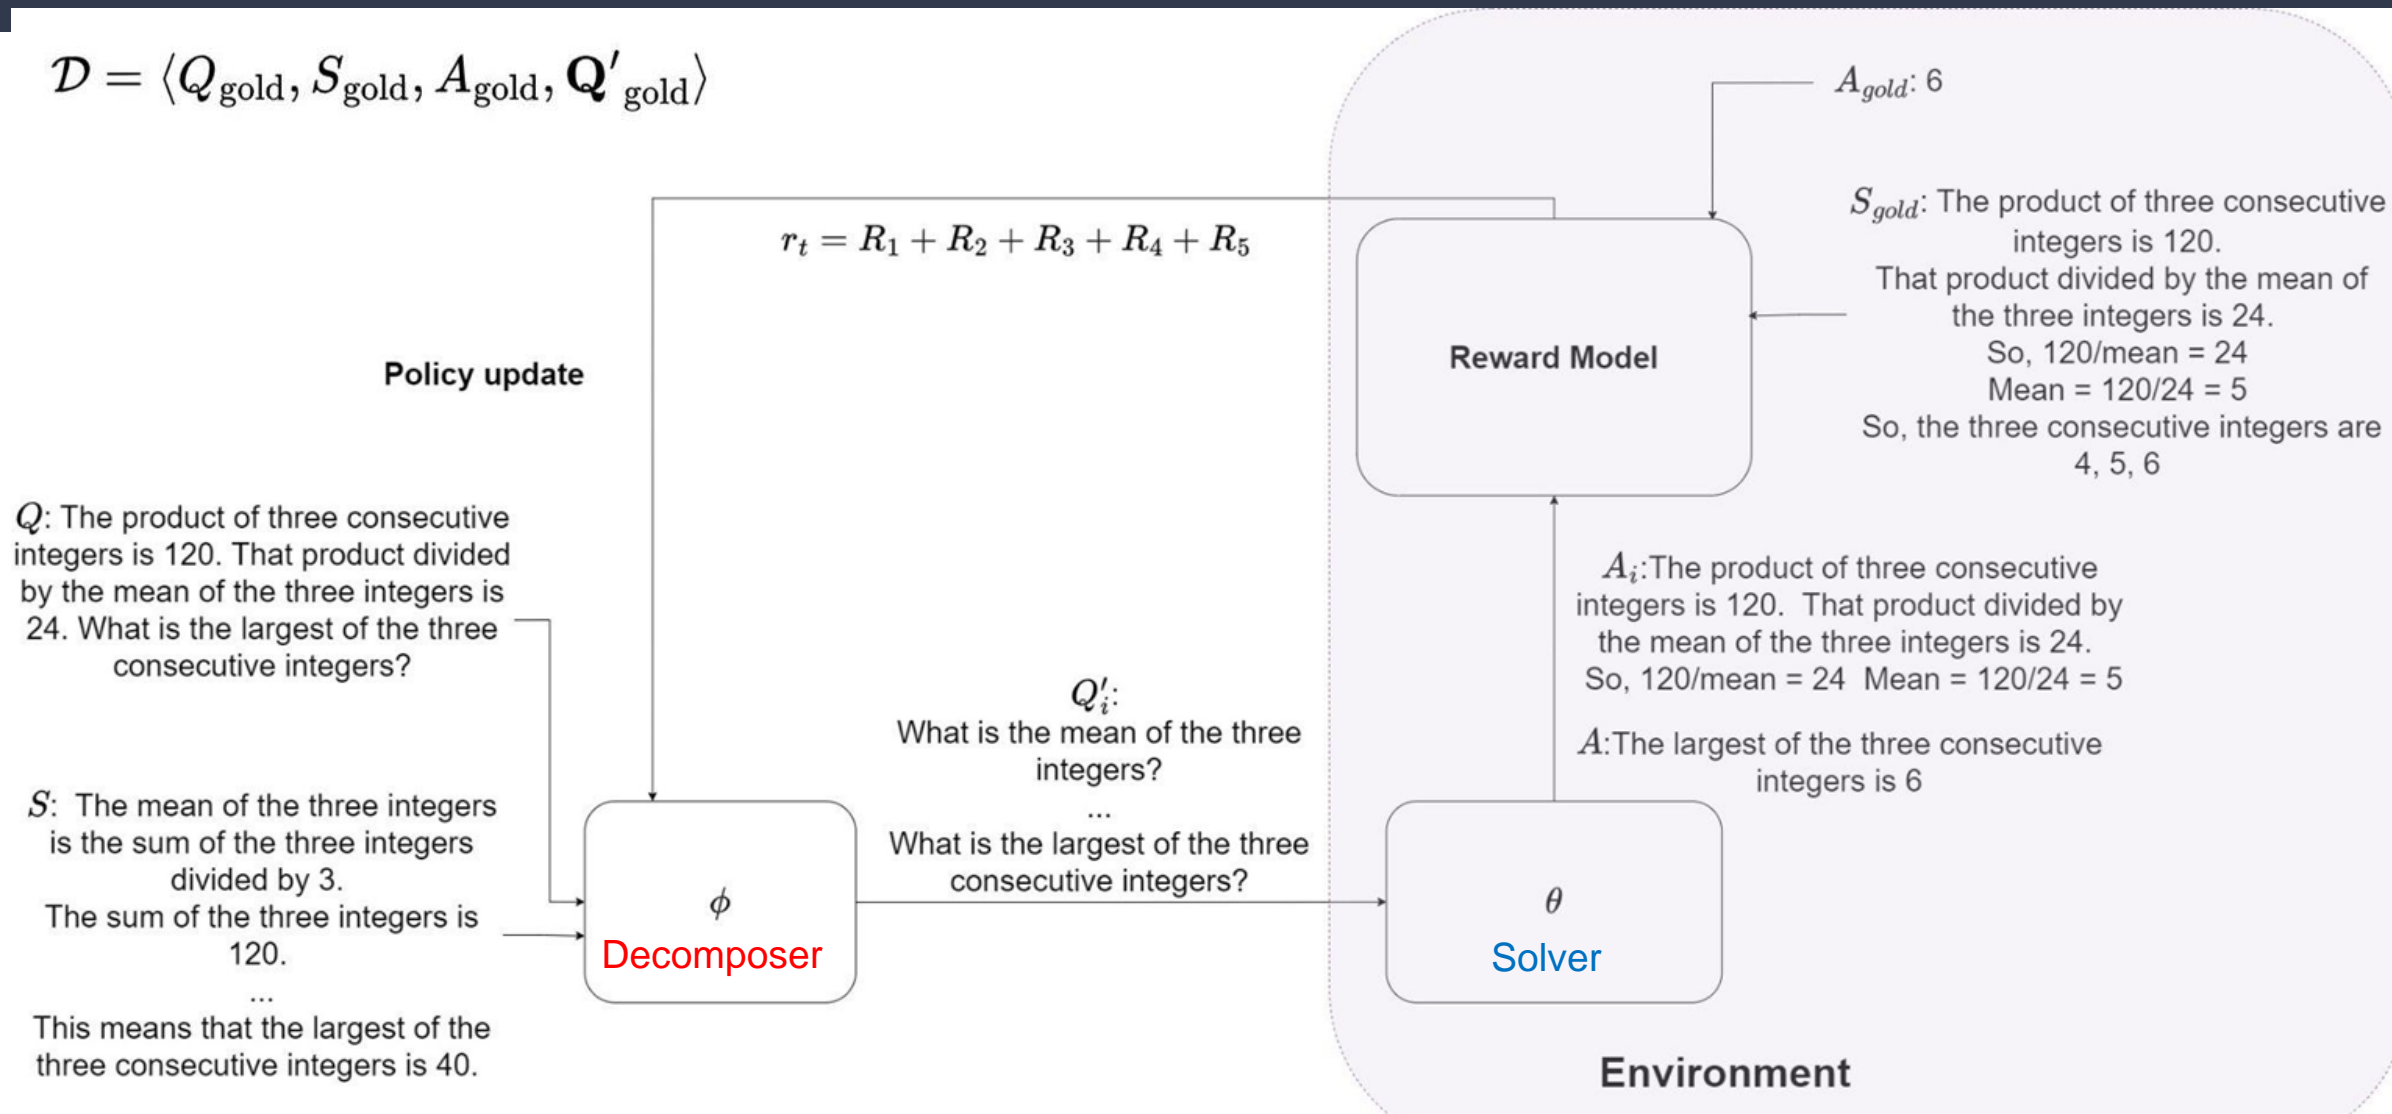 𝒟 = ⟨Q_gold, S_gold, A_gold, Q′_gold⟩
A_gold: 6
S_gold: The product of three consecutive
integers is 120.
That product divided by the mean of
the three integers is 24.
So, 120/mean = 24
Mean = 120/24 = 5
So, the three consecutive integers are
4, 5, 6
r_t = R_1 + R_2 + R_3 + R_4 + R_5
Reward Model
Policy update
Q: The product of three consecutive
integers is 120. That product divided
by the mean of the three integers is
24. What is the largest of the three
consecutive integers?
A_i:The product of three consecutive
integers is 120. That product divided by
the mean of the three integers is 24.
So, 120/mean = 24 Mean = 120/24 = 5
A:The largest of the three consecutive
integers is 6
Q′_i:
What is the mean of the three
integers?
...
What is the largest of the three
consecutive integers?
S: The mean of the three integers
is the sum of the three integers
divided by 3.
The sum of the three integers is
120.
...
This means that the largest of the
three consecutive integers is 40.
ϕ
Decomposer
θ
Solver
Environment